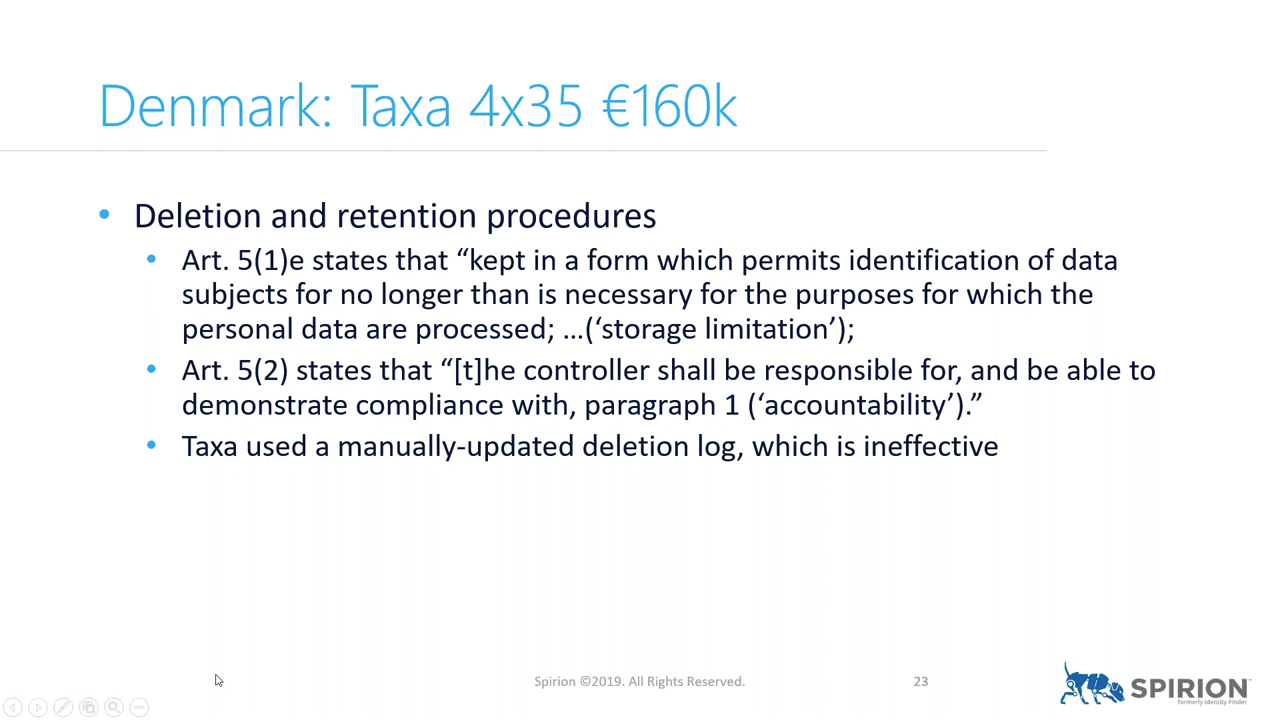 Denmark: Taxa 4x35 €160k
• Deletion and retention procedures
• Art. 5(1)e states that “kept in a form which permits identification of data
subjects for no longer than is necessary for the purposes for which the
personal data are processed; …(‘storage limitation’);
• Art. 5(2) states that “[t]he controller shall be responsible for, and be able to
demonstrate compliance with, paragraph 1 (‘accountability’).”
• Taxa used a manually-updated deletion log, which is ineffective
Spirion ©2019. All Rights Reserved.
23
SPIRION
formerly Identity Finder